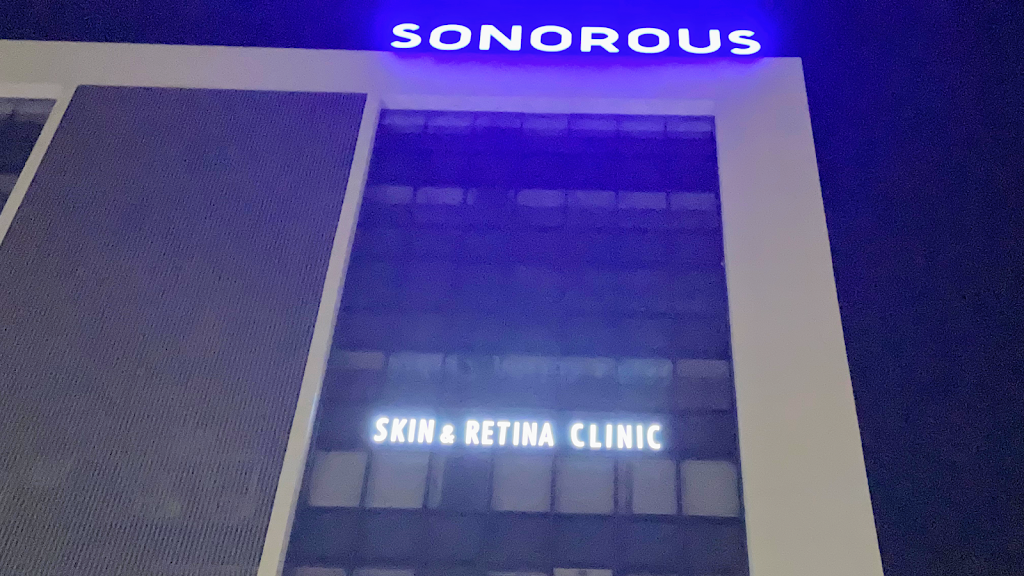 SONOROUS
SKIN & RETINA CLINIC